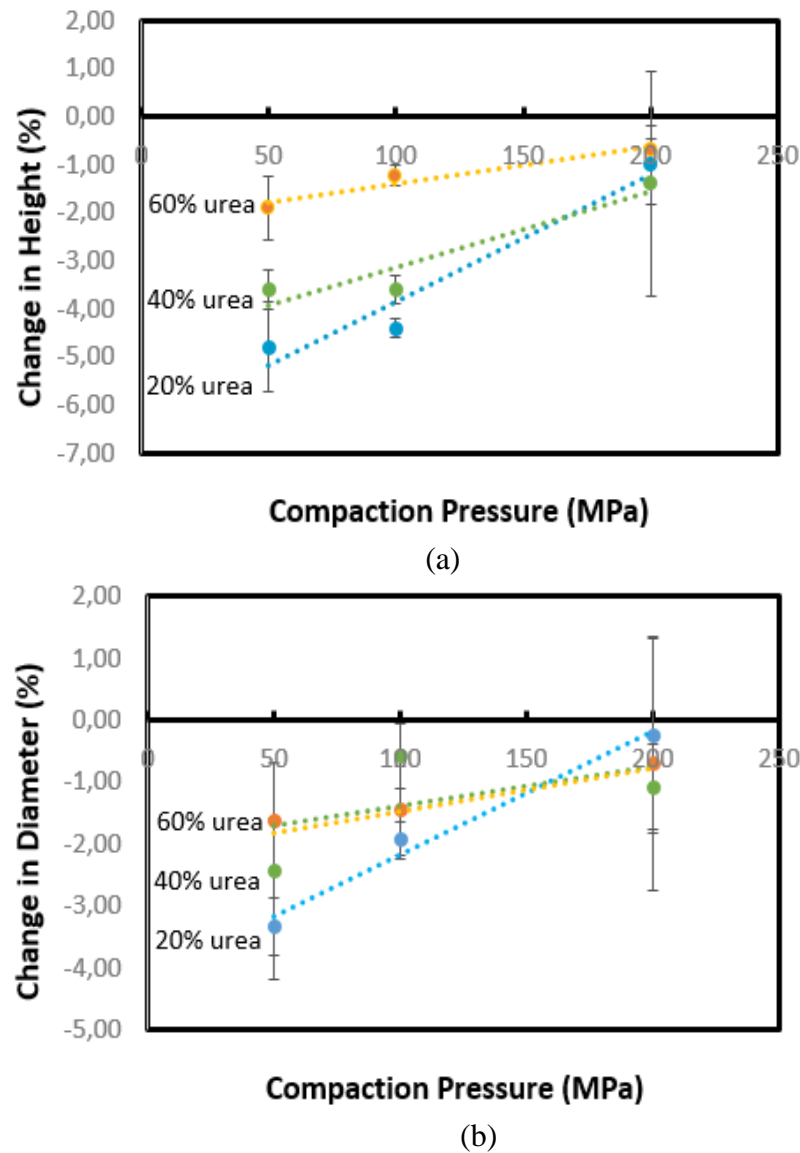 2,00
1,00
0,00
-1,00
-2,00
-3,00
-4,00
-5,00
-6,00
-7,00
0 50 100 150 200 250
60% urea
40% urea
20% urea
Change in Height (%)
Compaction Pressure (MPa)
(a)
2,00
1,00
0,00
-1,00
-2,00
-3,00
-4,00
-5,00
0 50 100 150 200 250
60% urea
40% urea
20% urea
Change in Diameter (%)
Compaction Pressure (MPa)
(b)